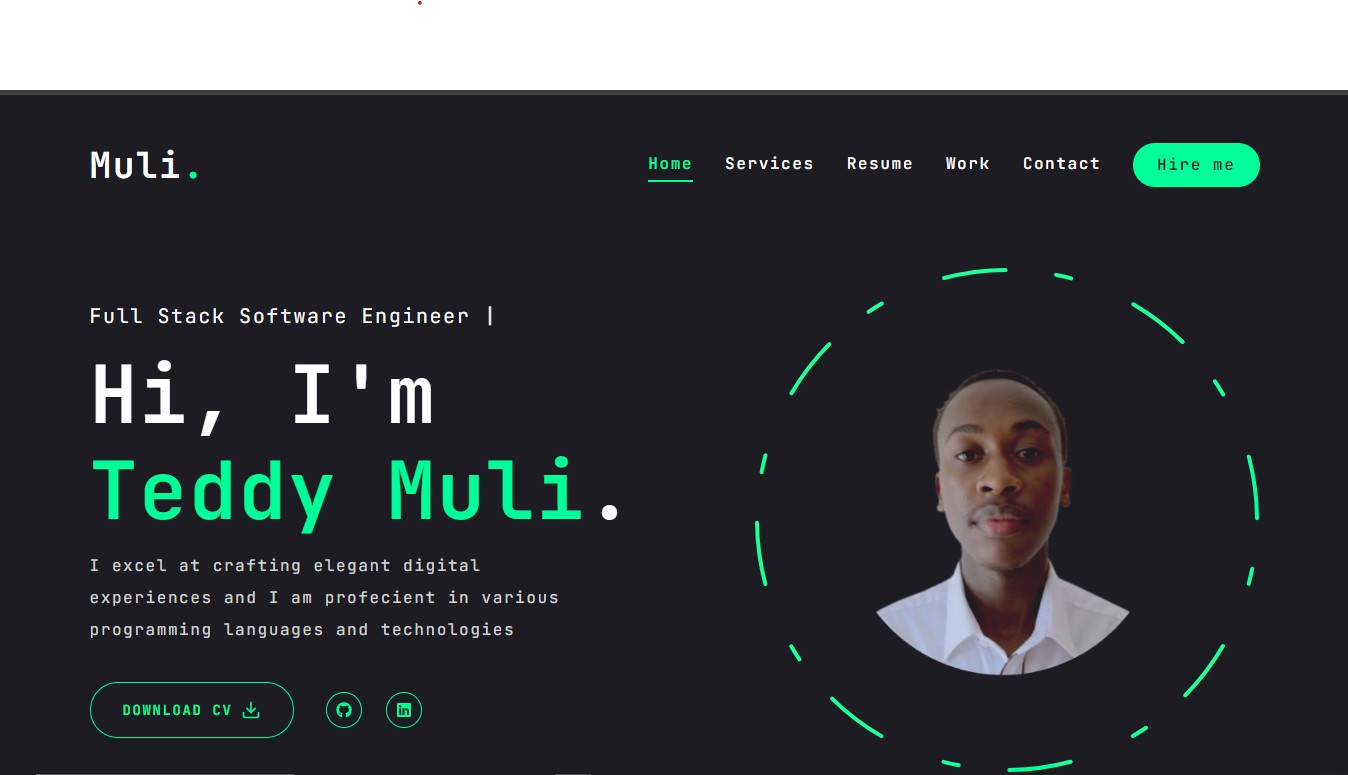 Muli.
Home Services Resume Work Contact Hire me
Full Stack Software Engineer |
Hi, I'm
Teddy Muli.
I excel at crafting elegant digital
experiences and I am profecient in various
programming languages and technologies
DOWNLOAD CV
in